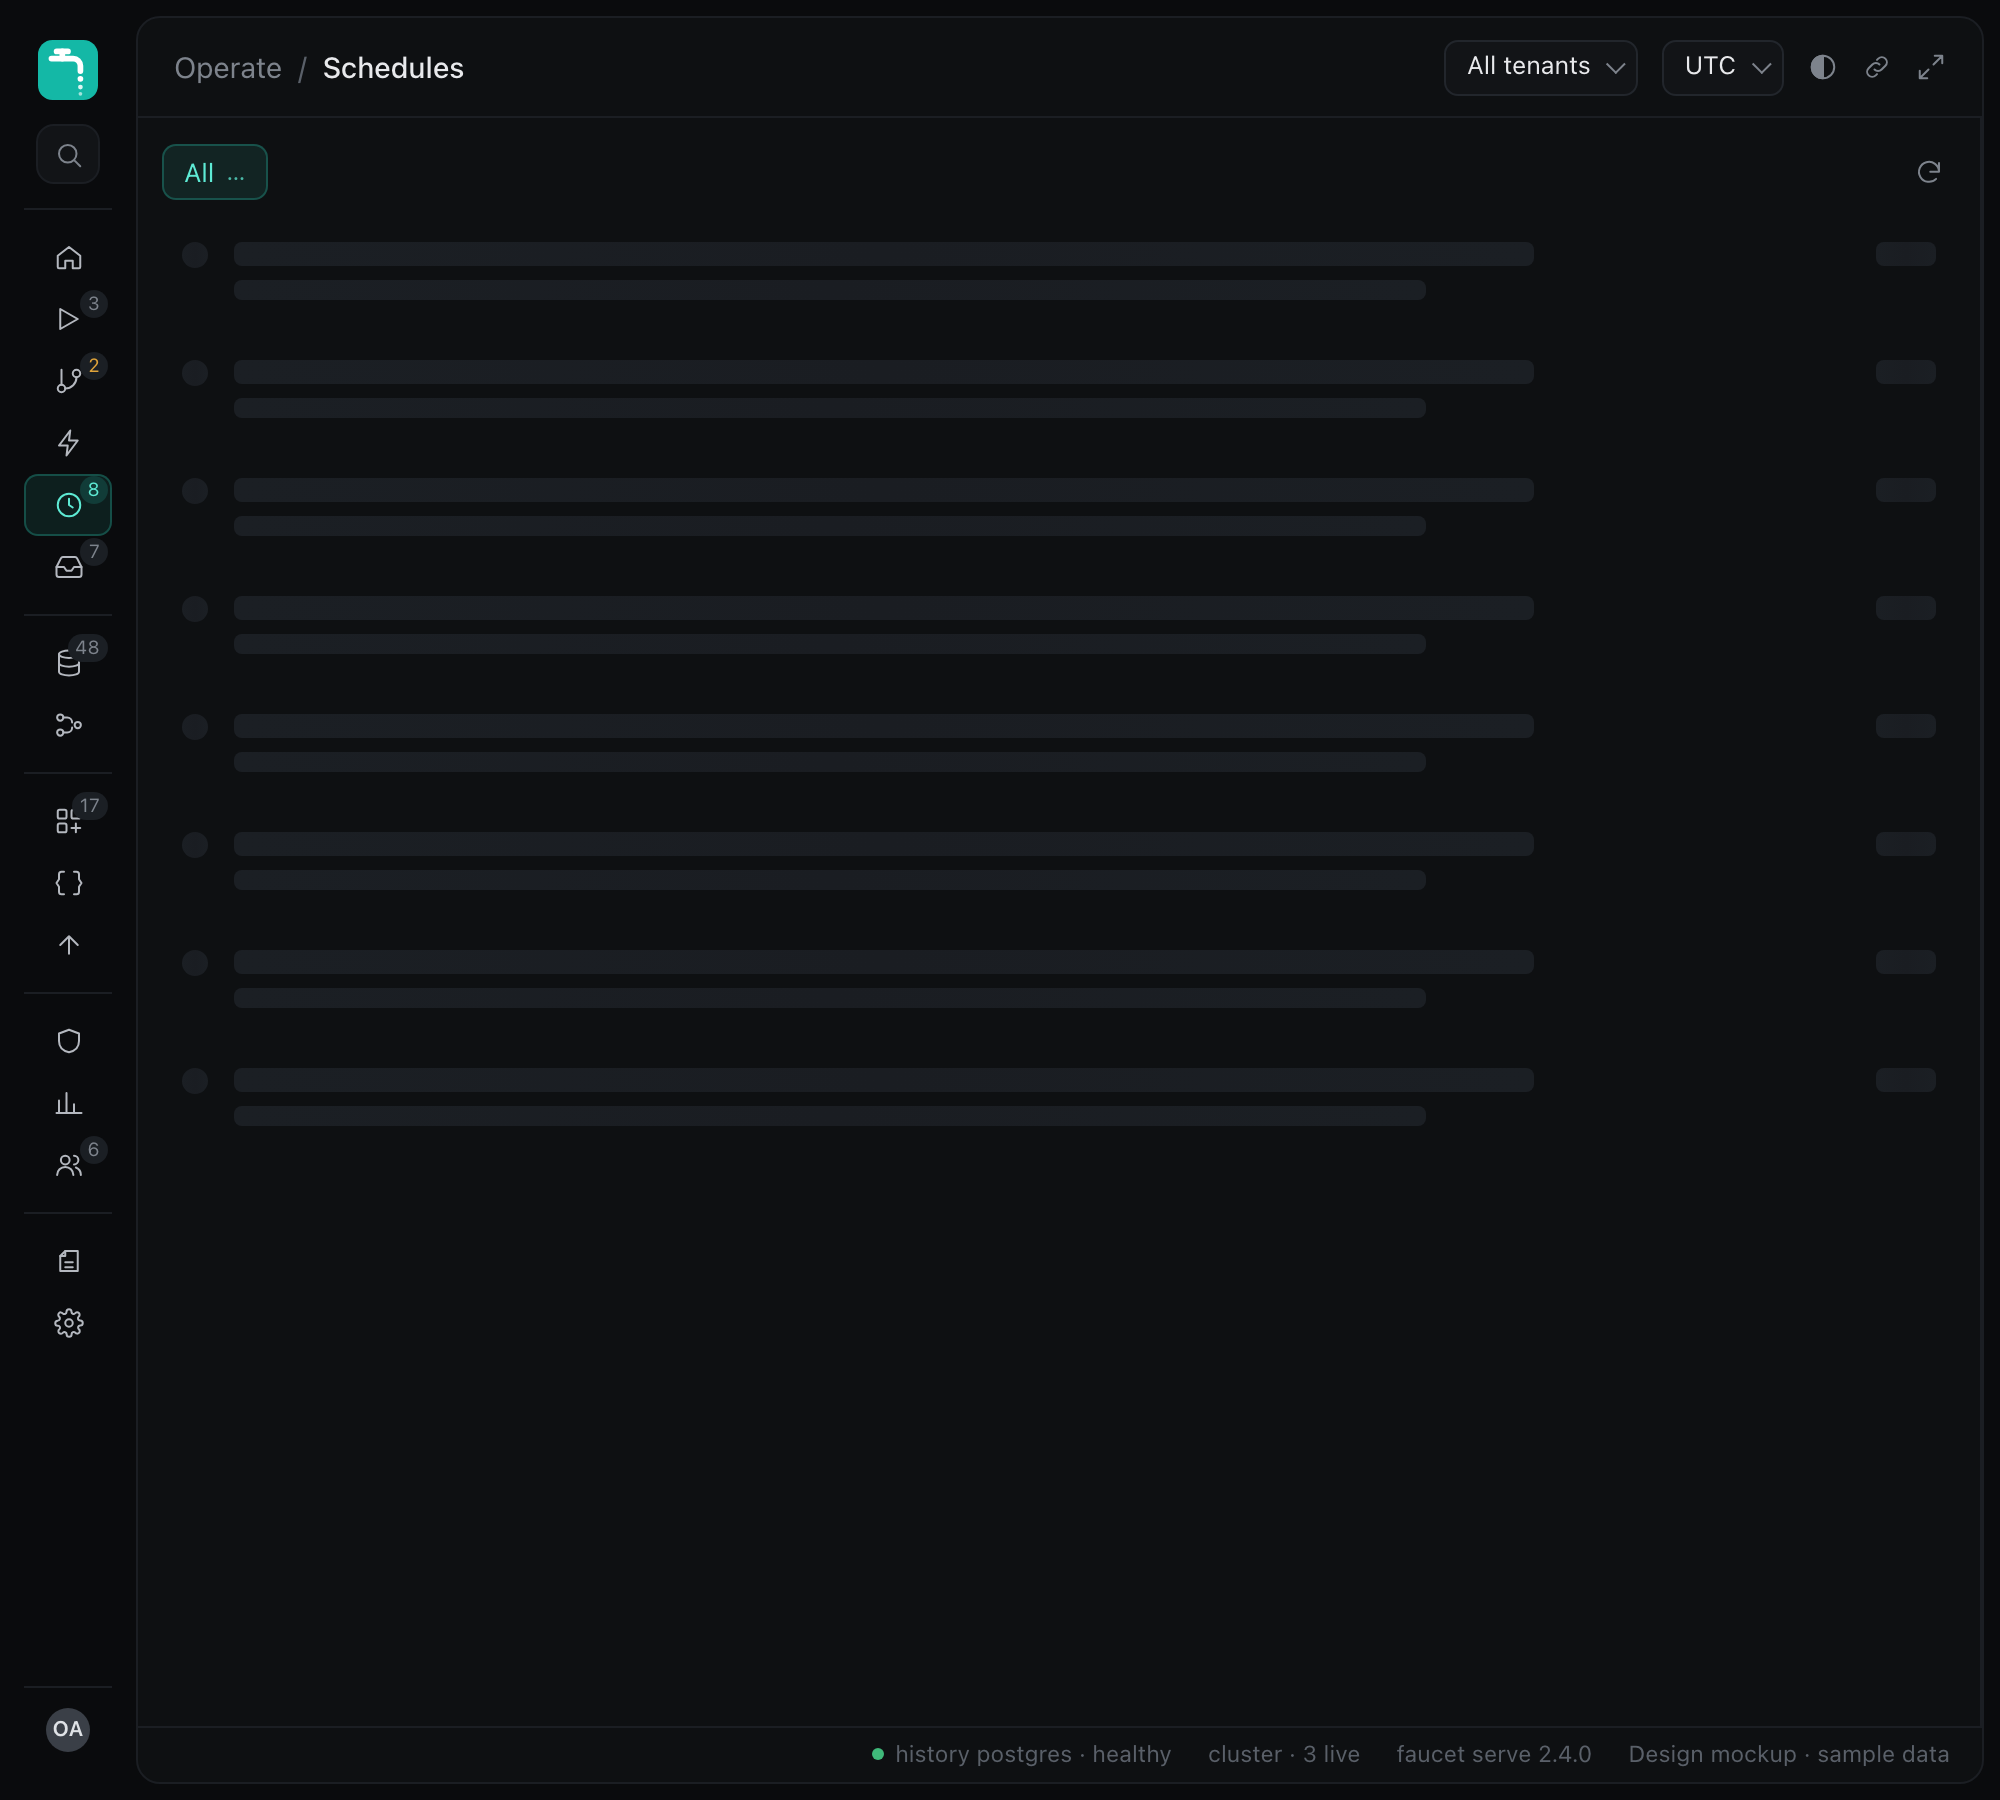 Operate / Schedules
All tenants
UTC
All ...
3
2
8
7
48
17
6
OA
history postgres · healthy
cluster · 3 live
faucet serve 2.4.0
Design mockup · sample data